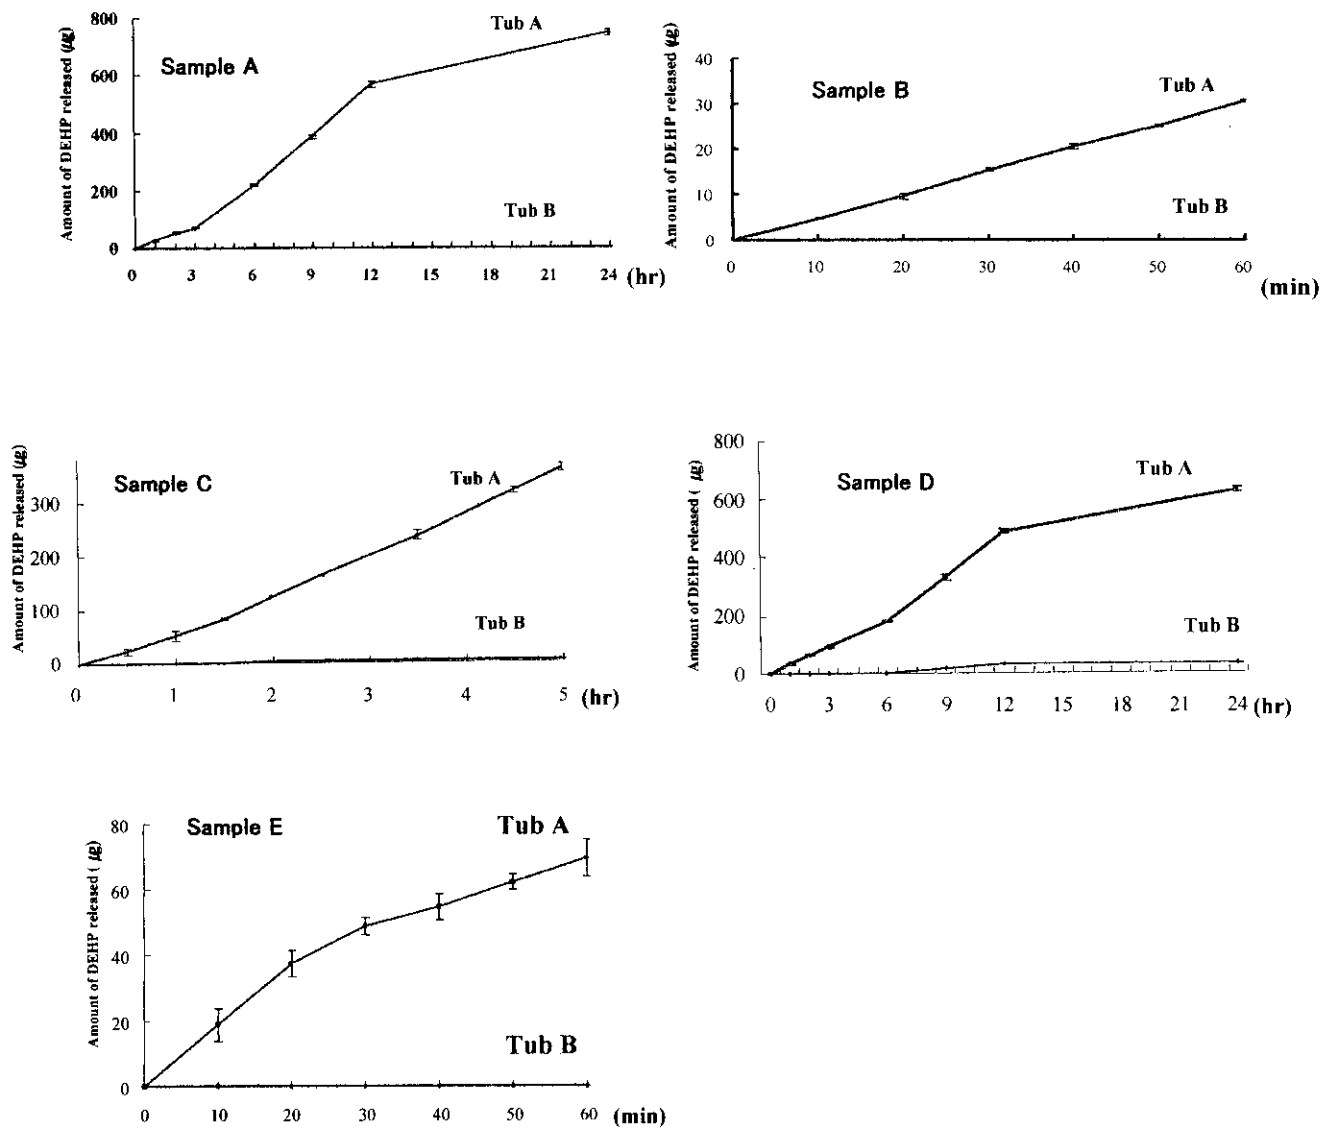 Amount of DEHP released (μg)
800
600
400
200
0
Sample A
Tub A
Tub B
0 3 6 9 12 15 18 21 24 (hr)
Amount of DEHP released (μg)
40
30
20
10
0
Sample B
Tub A
Tub B
0 10 20 30 40 50 60
(min)
Amount of DEHP released (μg)
300
200
100
0
Sample C
Tub A
Tub B
0 1 2 3 4 5 (hr)
Amount of DEHP released ( μg)
800
600
400
200
0
Sample D
Tub A
Tub B
0 3 6 9 12 15 18 21 24 (hr)
Amount of DEHP released ( μg)
80
60
40
20
0
Sample E
Tub A
Tub B
0 10 20 30 40 50 60 (min)